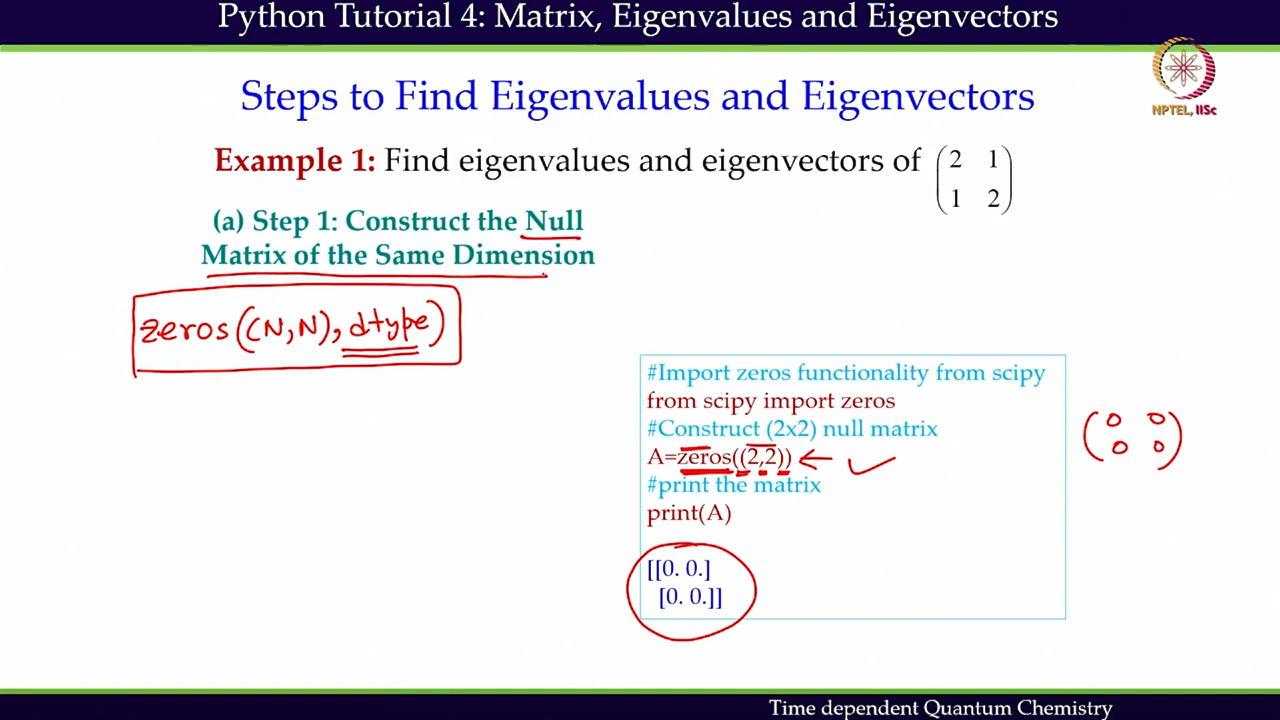 Python Tutorial 4: Matrix, Eigenvalues and Eigenvectors
NPTEL, IISc
Steps to Find Eigenvalues and Eigenvectors
Example 1: Find eigenvalues and eigenvectors of
2 1
1 2
(a) Step 1: Construct the Null
Matrix of the Same Dimension
zeros((N,N), dtype)
#Import zeros functionality from scipy
from scipy import zeros
#Construct (2x2) null matrix
A=zeros((2,2))
#print the matrix
print(A)
[[0. 0.]
[0. 0.]]
0 0
0 0
Time dependent Quantum Chemistry